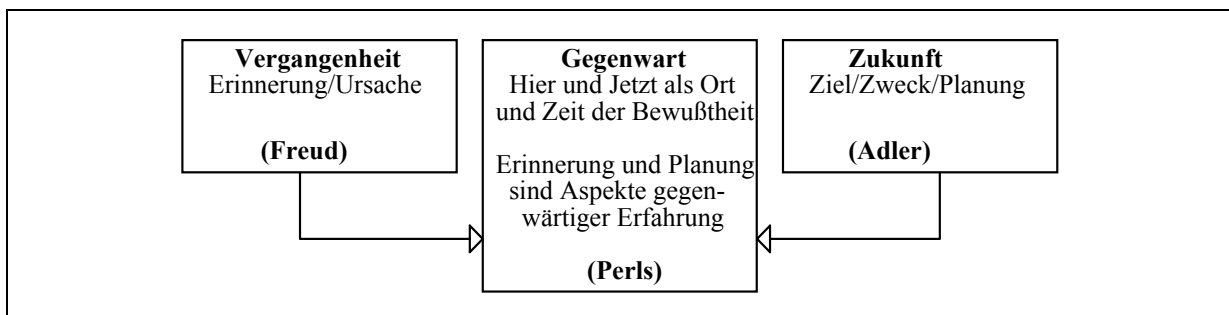 Vergangenheit
Erinnerung/Ursache
(Freud)
Gegenwart
Hier und Jetzt als Ort
und Zeit der Bewußtheit
Erinnerung und Planung
sind Aspekte gegen-
wärtiger Erfahrung
(Perls)
Zukunft
Ziel/Zweck/Planung
(Adler)